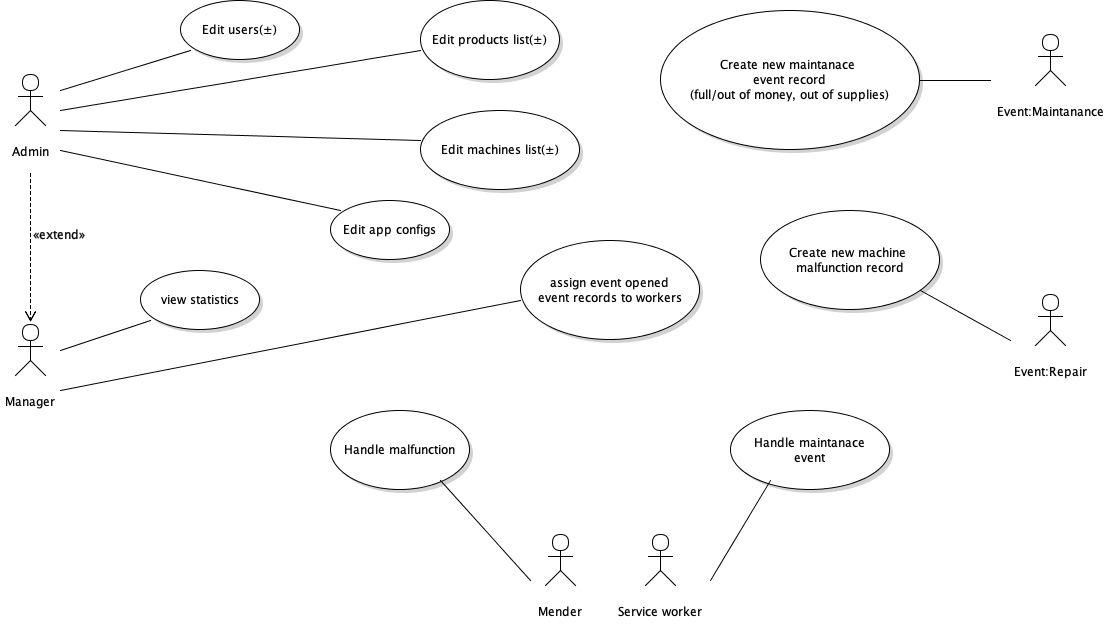 Edit users(±)
Edit products list(±)
Create new maintanace
event record
(full/out of money, out of supplies)
Event:Maintanance
Admin
Edit machines list(±)
Edit app configs
«extend»
Create new machine
malfunction record
view statistics
assign event opened
event records to workers
Event:Repair
Manager
Handle malfunction
Handle maintanace
event
Mender
Service worker